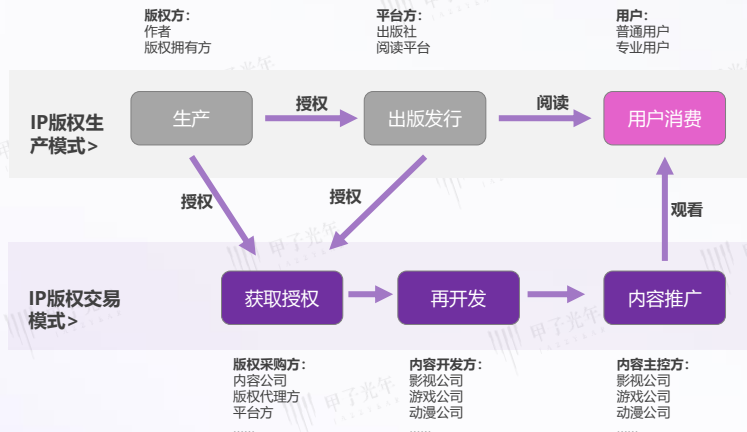 版权方：
作者
版权拥有方
平台方：
出版社
阅读平台
用户：
普通用户
专业用户
IP版权生
产模式>
生产
授权
出版发行
阅读
用户消费
授权
授权
观看
IP版权交易
模式>
获取授权
再开发
内容推广
版权采购方：
内容公司
版权代理方
平台方
……
内容开发方：
影视公司
游戏公司
动漫公司
……
内容主控方：
影视公司
游戏公司
动漫公司
……
甲子光年